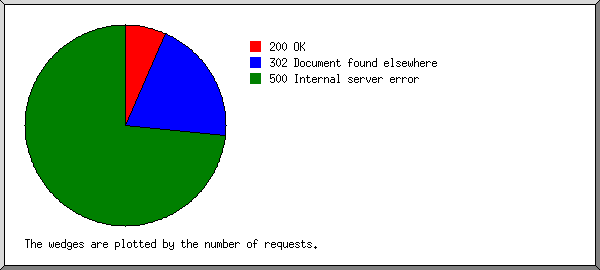 200 OK
302 Document found elsewhere
500 Internal server error
The wedges are plotted by the number of requests.